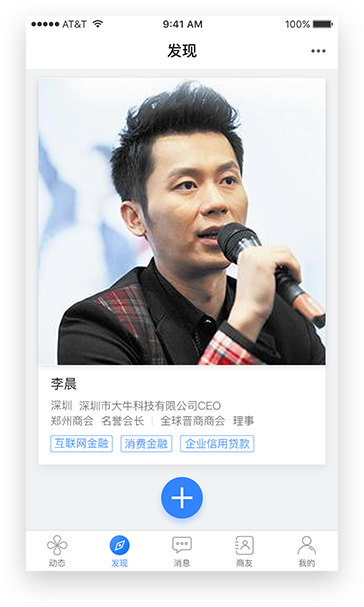 AT&T 9:41 AM 100%
发现
李晨
深圳 深圳市大牛科技有限公司CEO
郑州商会 名誉会长 | 全球晋商商会 理事
互联网金融 消费金融 企业信用贷款
动态 发现 消息 商友 我的